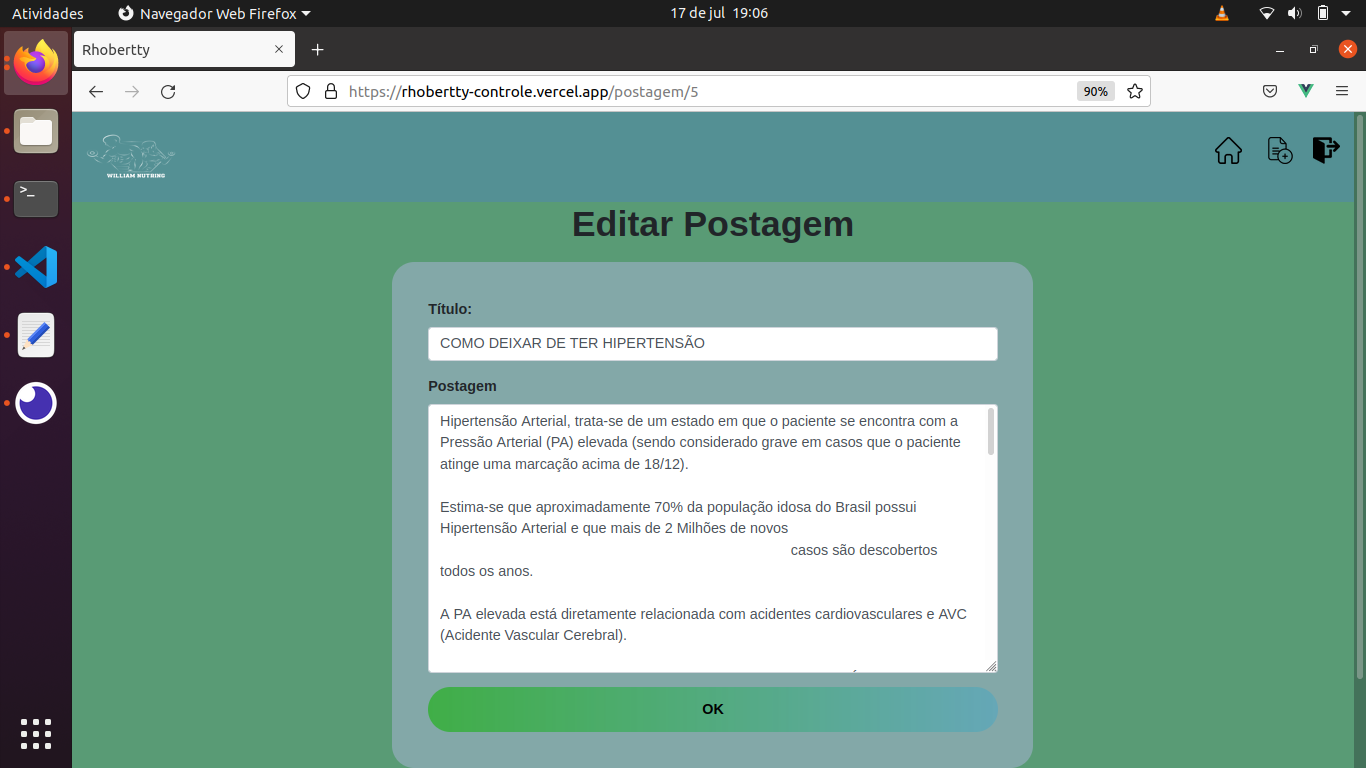 Atividades Navegador Web Firefox 17 de jul 19:06
Rhobertty
https://rhobertty-controle.vercel.app/postagem/5 90%
>_
WILLIAM NUTRING
Editar Postagem
Título:
COMO DEIXAR DE TER HIPERTENSÃO
Postagem
Hipertensão Arterial, trata-se de um estado em que o paciente se encontra com a
Pressão Arterial (PA) elevada (sendo considerado grave em casos que o paciente
atinge uma marcação acima de 18/12).
Estima-se que aproximadamente 70% da população idosa do Brasil possui
Hipertensão Arterial e que mais de 2 Milhões de novos
casos são descobertos
todos os anos.
A PA elevada está diretamente relacionada com acidentes cardiovasculares e AVC
(Acidente Vascular Cerebral).
OK